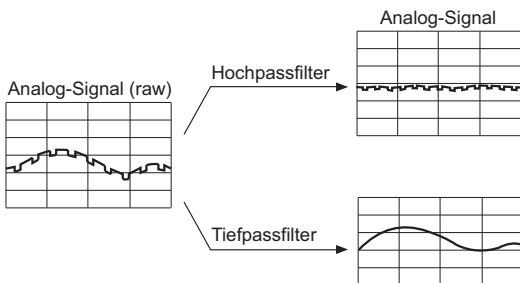 Analog-Signal
Hochpassfilter
Analog-Signal (raw)
Tiefpassfilter